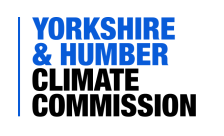 YORKSHIRE
& HUMBER
CLIMATE
COMMISSION